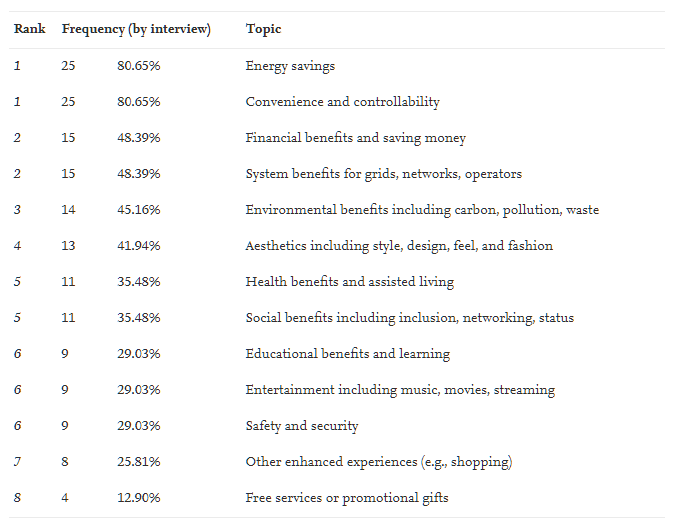 Rank Frequency (by interview) Topic
1 25 80.65% Energy savings
1 25 80.65% Convenience and controllability
2 15 48.39% Financial benefits and saving money
2 15 48.39% System benefits for grids, networks, operators
3 14 45.16% Environmental benefits including carbon, pollution, waste
4 13 41.94% Aesthetics including style, design, feel, and fashion
5 11 35.48% Health benefits and assisted living
5 11 35.48% Social benefits including inclusion, networking, status
6 9 29.03% Educational benefits and learning
6 9 29.03% Entertainment including music, movies, streaming
6 9 29.03% Safety and security
7 8 25.81% Other enhanced experiences (e.g., shopping)
8 4 12.90% Free services or promotional gifts